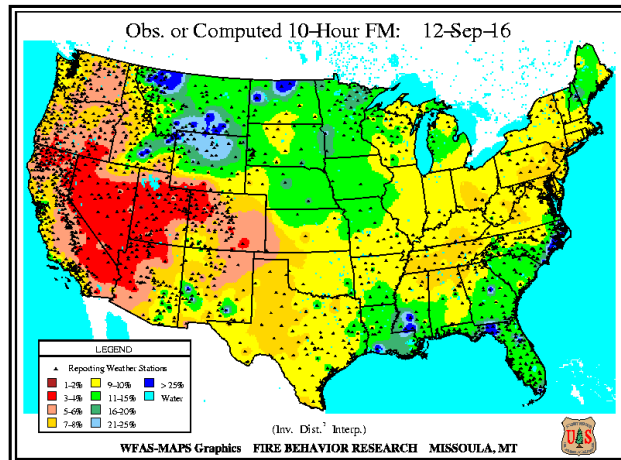 Obs. or Computed 10-Hour FM: 12-Sep-16
LEGEND
▲ Reporting Weather Stations
1-2% 9-10% > 25%
3-4% 11-15% Water
5-6% 16-20%
7-8% 21-25%
(Inv. Dist.² Interp.)
WFAS-MAPS Graphics FIRE BEHAVIOR RESEARCH MISSOULA, MT
U S